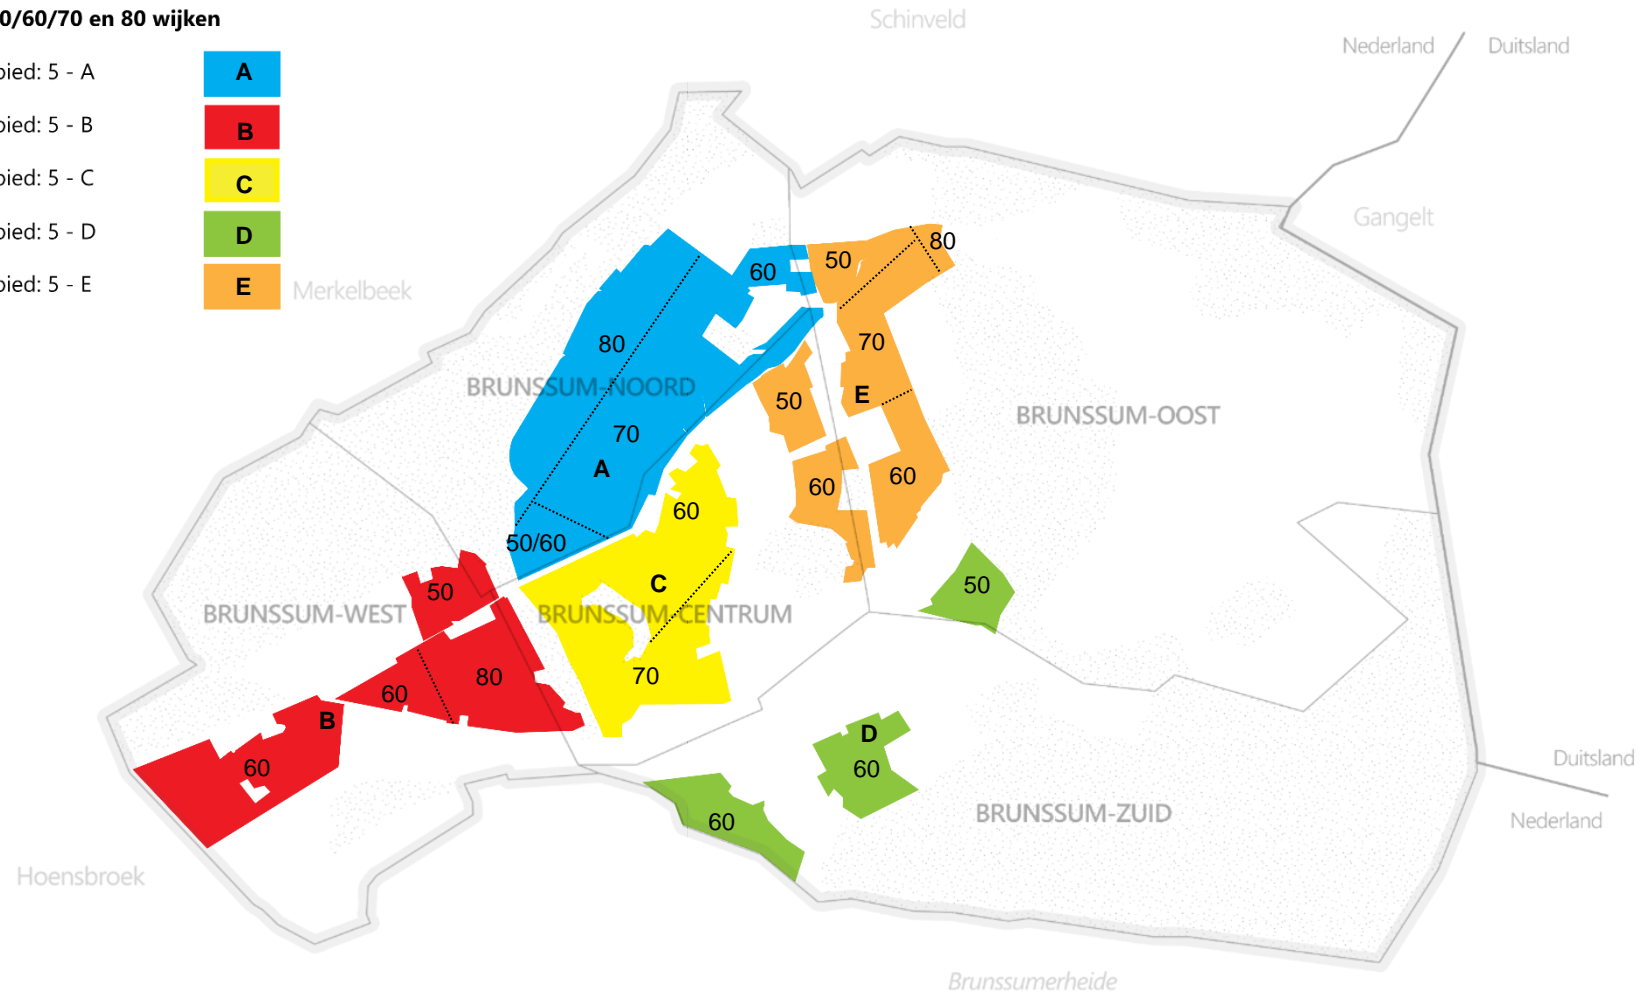 0/60/70 en 80 wijken
Schinveld
Nederland
Duitsland
bied: 5 - A
A
bied: 5 - B
B
bied: 5 - C
C
bied: 5 - D
D
bied: 5 - E
E
Gangelt
Merkelbeek
60
50
80
80
70
BRUNSSUM-NOORD
50
E
BRUNSSUM-OOST
70
A
60
60
60
50/60
50
C
50
BRUNSSUM-WEST
BRUNSSUM-CENTRUM
80
70
60
B
D
60
60
60
BRUNSSUM-ZUID
Duitsland
Nederland
Hoensbroek
Brunssumerheide